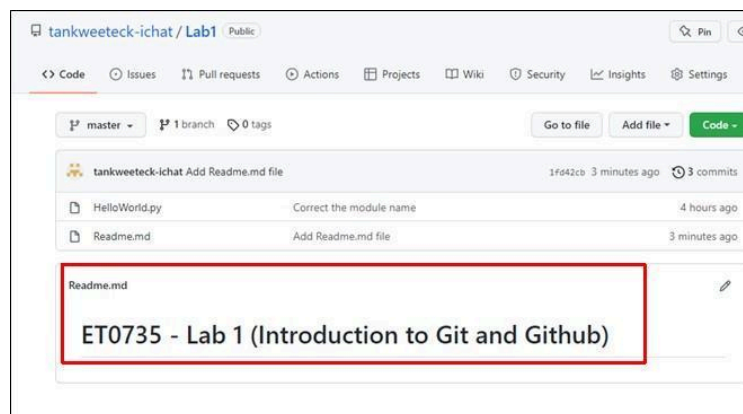 tankweeteck-ichat / Lab1 Public Pin
Code Issues Pull requests Actions Projects Wiki Security Insights Settings
master 1 branch 0 tags Go to file Add file Code
tankweeteck-ichat Add Readme.md file 1fd42cb 3 minutes ago 3 commits
HelloWorld.py Correct the module name 4 hours ago
Readme.md Add Readme.md file 3 minutes ago
Readme.md
ET0735 - Lab 1 (Introduction to Git and Github)